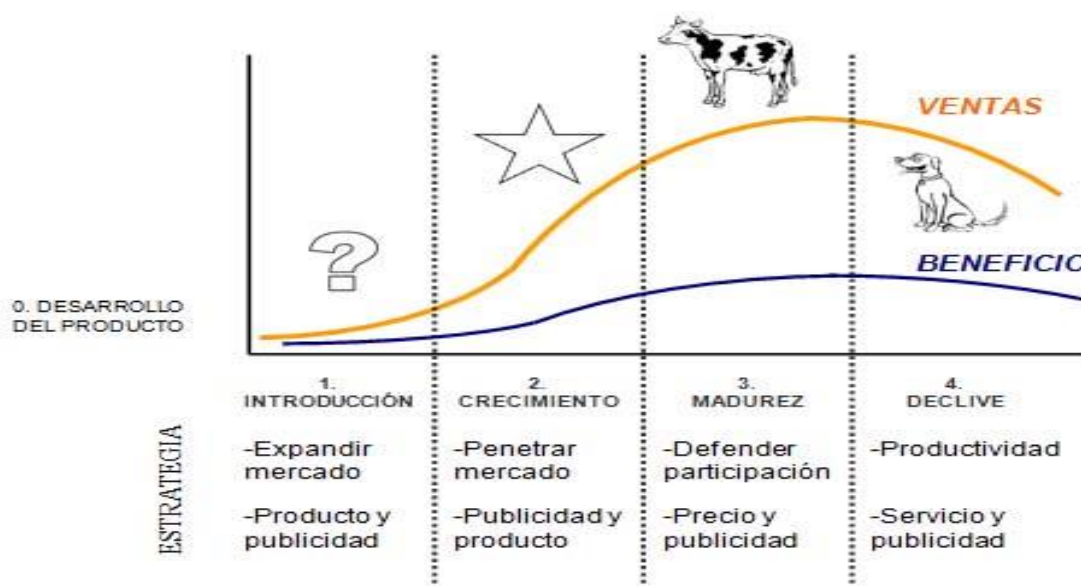 VENTAS
?
BENEFICIO
0. DESARROLLO
DEL PRODUCTO
1.
INTRODUCCIÓN
2.
CRECIMIENTO
3.
MADUREZ
4.
DECLIVE
ESTRATEGIA
-Expandir
mercado
-Producto y
publicidad
-Penetrar
mercado
-Publicidad y
producto
-Defender
participación
-Precio y
publicidad
-Productividad
-Servicio y
publicidad